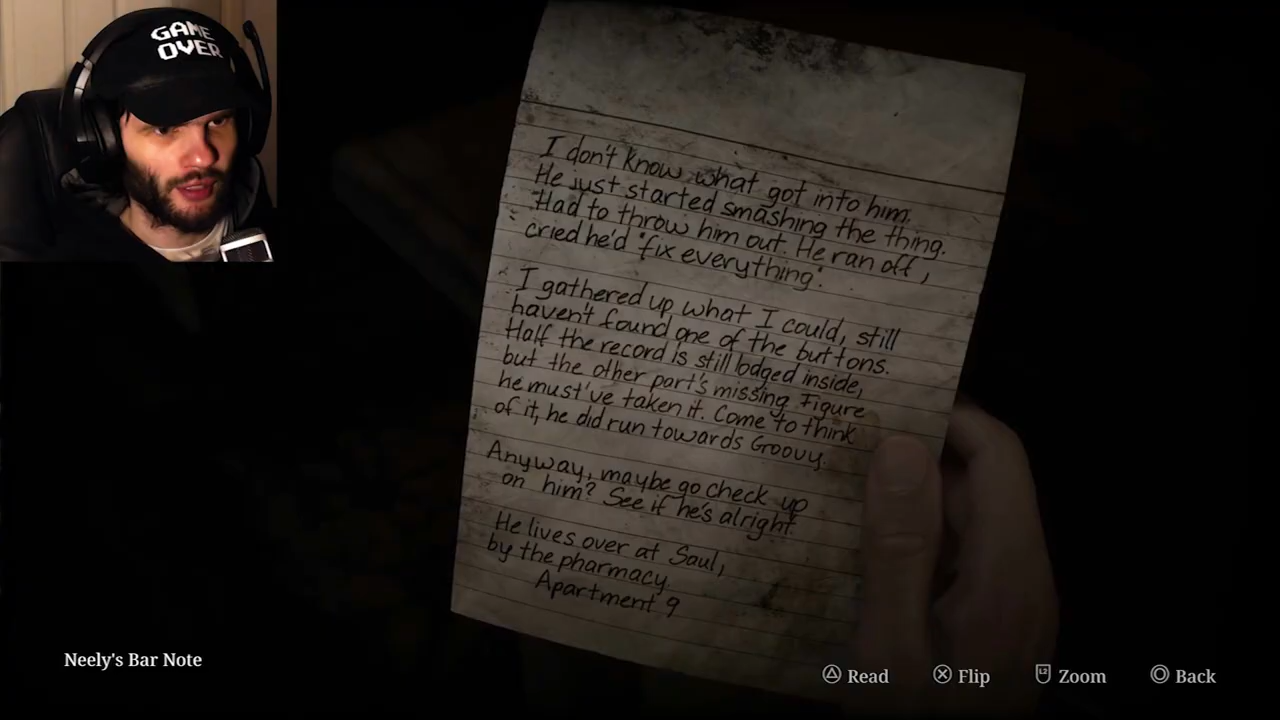 GAME
OVER
I don't know what got into him.
He just started smashing the thing.
Had to throw him out. He ran off,
cried he'd "fix everything".
I gathered up what I could, still
haven't found one of the buttons.
Half the record is still lodged inside,
but the other part's missing. Figure
he must've taken it. Come to think
of it, he did run towards Groovy.
Anyway, maybe go check up
on him? See if he's alright.
He lives over at Saul,
by the pharmacy.
Apartment 9
Neely's Bar Note
Read
Flip
L2
Zoom
Back